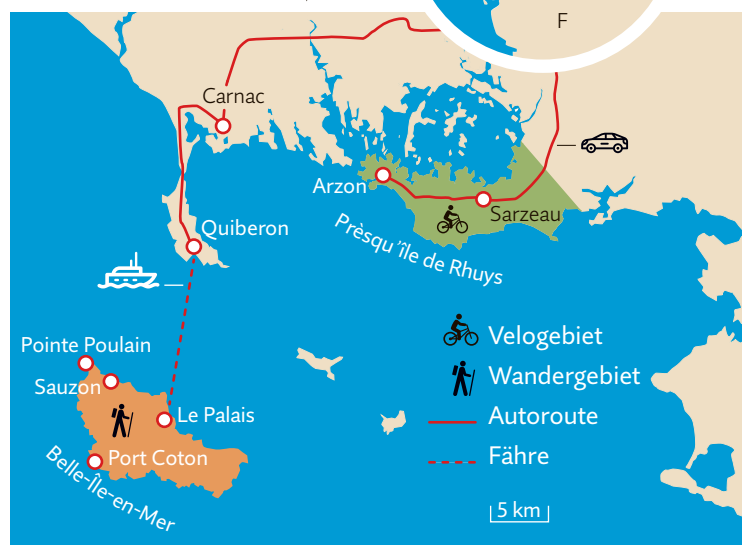 F
Carnac
Arzon
Sarzeau
Quiberon
Prèsqu'île de Rhuys
Velogebiet
Pointe Poulain
Wandergebiet
Sauzon
Le Palais
Autoroute
Port Coton
Fähre
Belle-Île-en-Mer
5 km